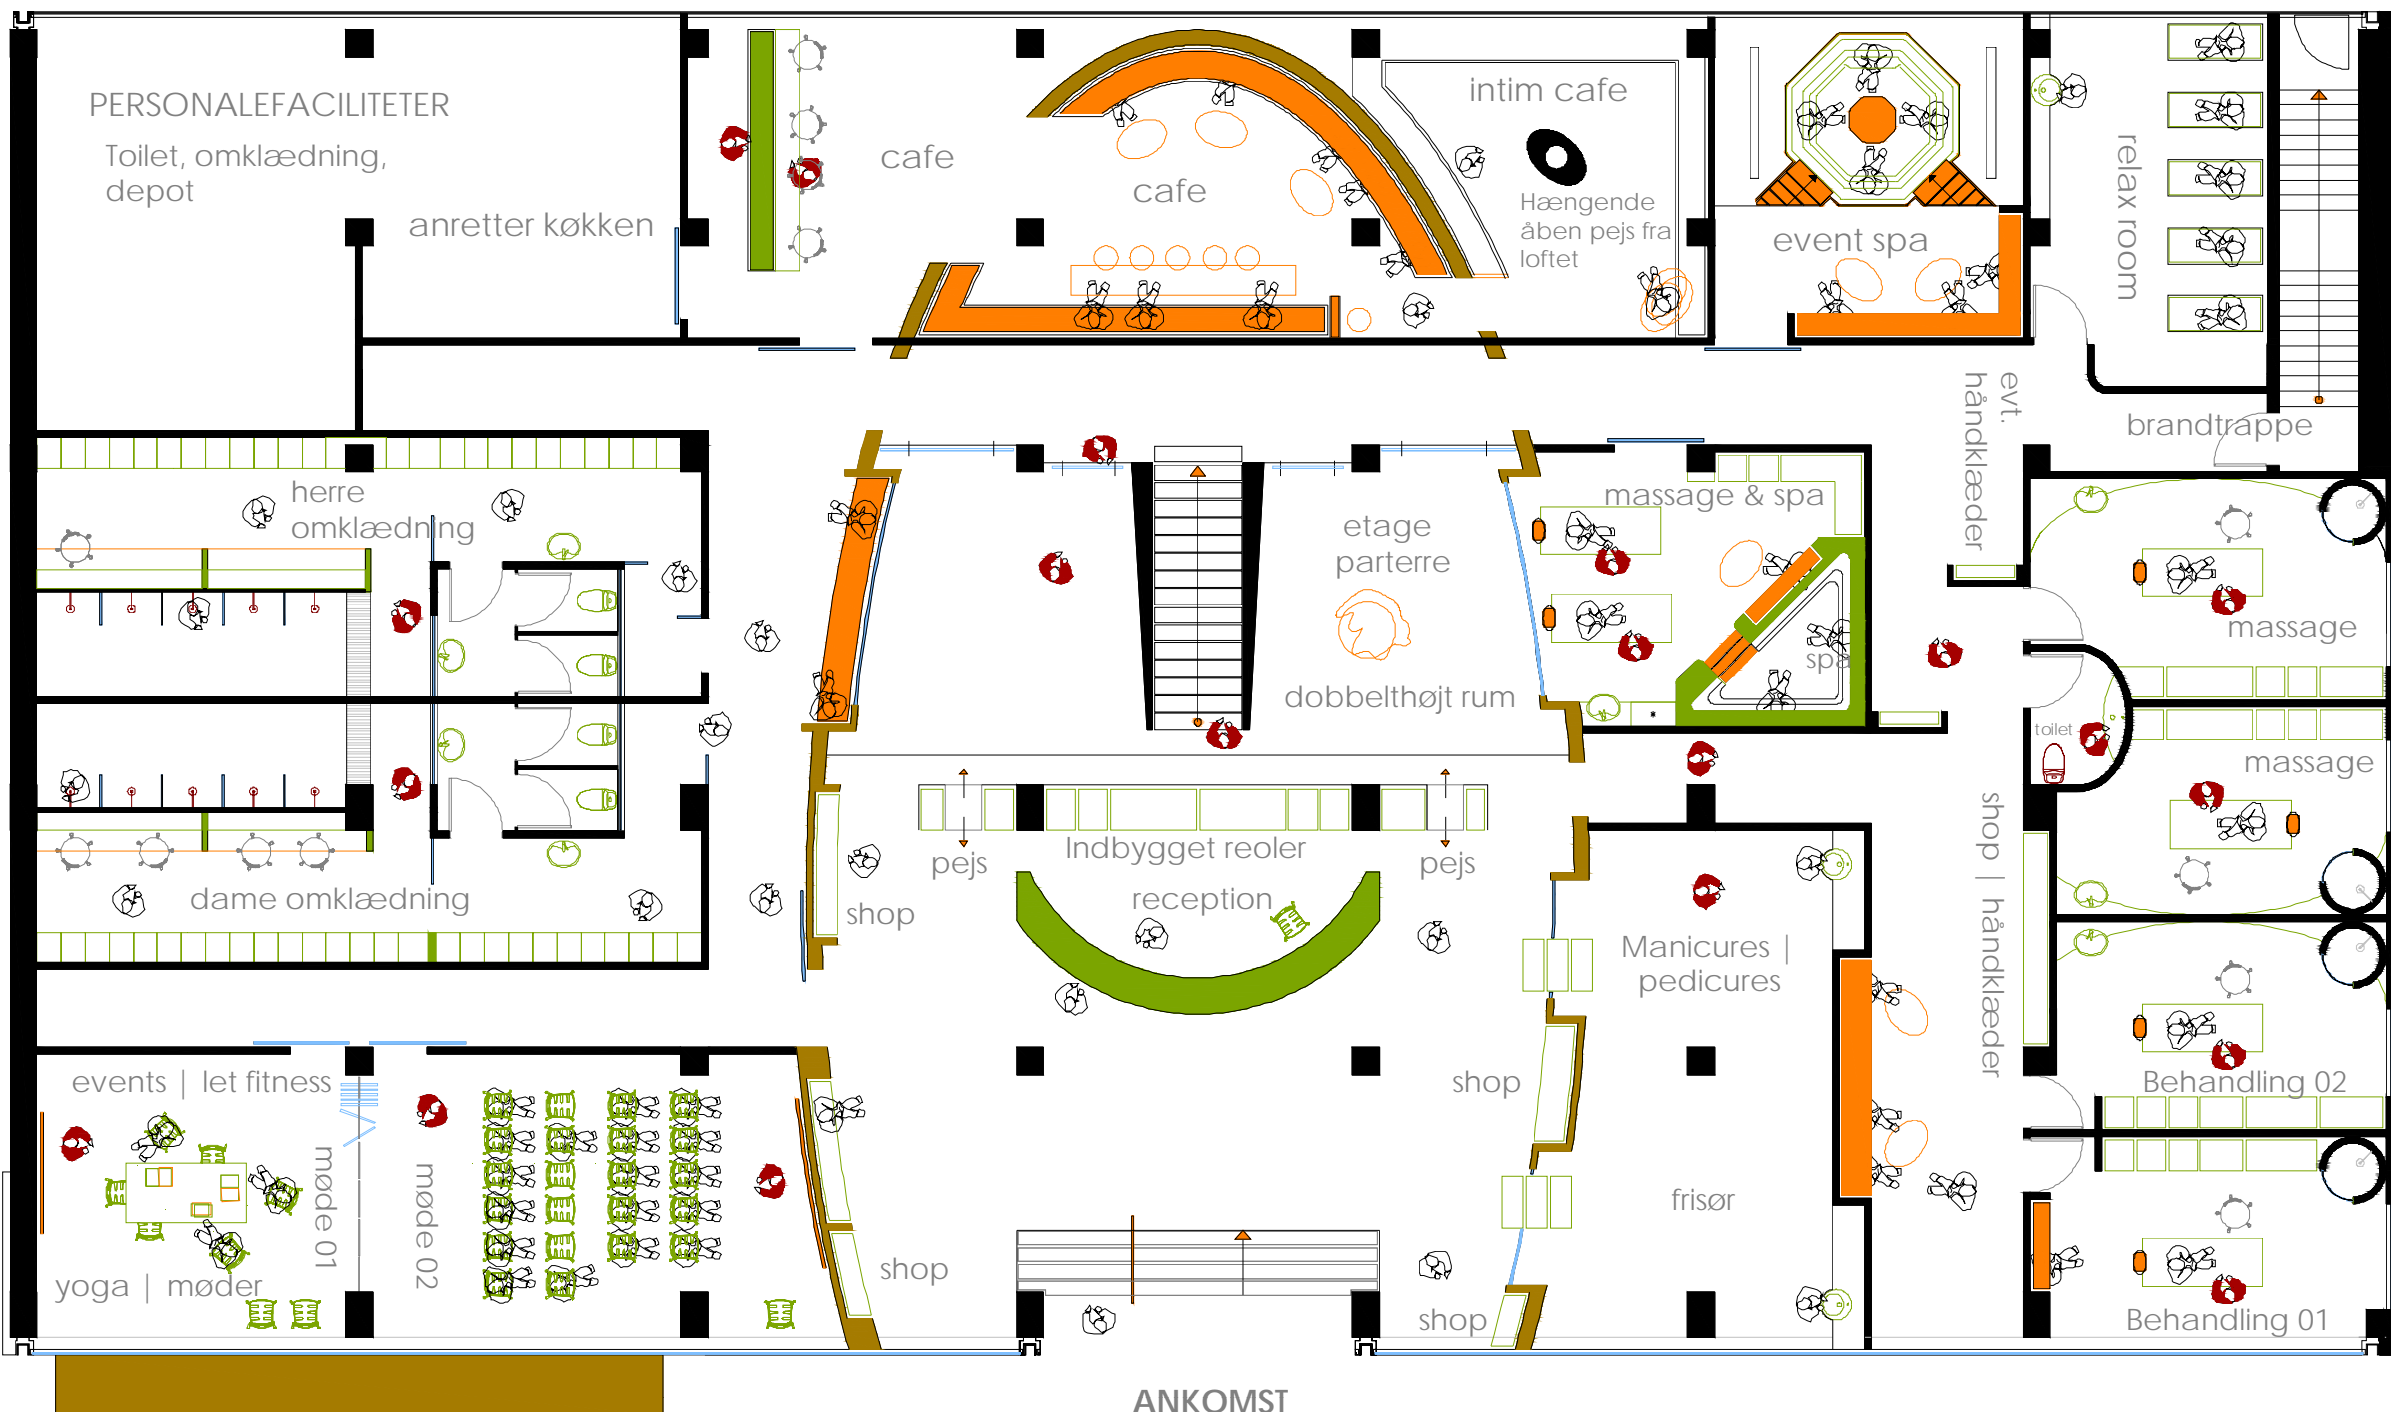 PERSONALEFACILITETER
Toilet, omklædning,
depot
anretter køkken
cafe
cafe
intim cafe
Hængende
åben pejs fra
loftet
event spa
relax room
evt.
håndklæder
brandtrappe
herre
omklædning
etage
parterre
dobbelthøjt rum
massage & spa
spa
massage
toilet
massage
shop | håndklæder
pejs
Indbygget reoler
pejs
reception
shop
dame omklædning
Manicures |
pedicures
events | let fitness
møde 01
møde 02
yoga | møder
shop
shop
shop
frisør
Behandling 02
Behandling 01
ANKOMST